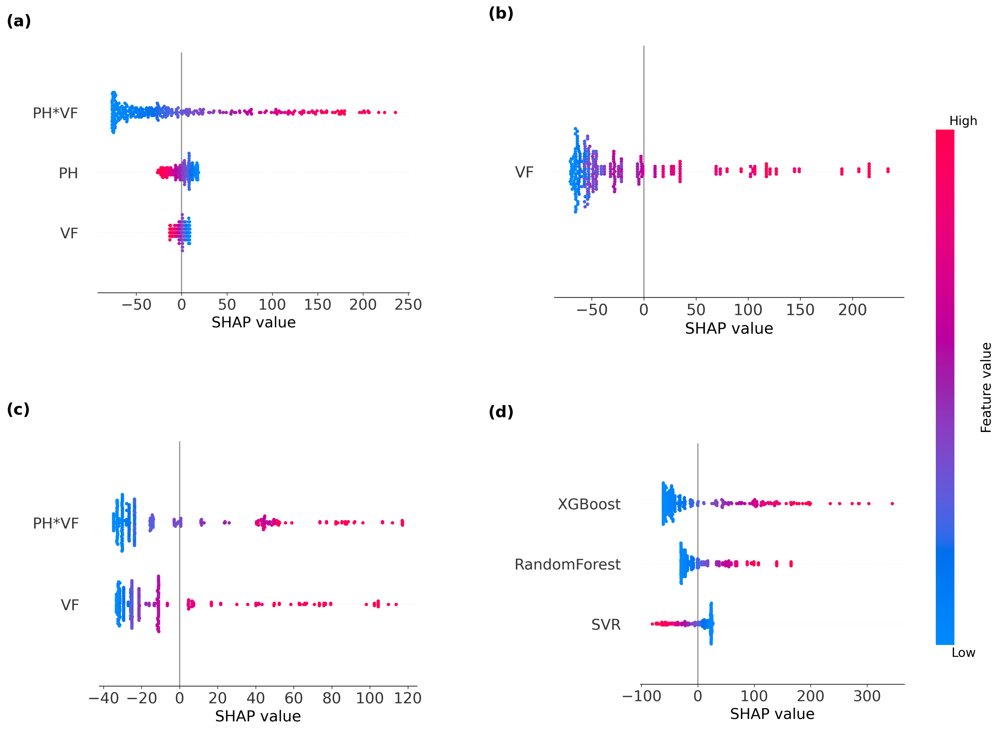 (a)
PH*VF
PH
VF
−50 0 50 100 150 200 250
SHAP value
(b)
VF
−50 0 50 100 150 200
SHAP value
(c)
PH*VF
VF
−40 −20 0 20 40 60 80 100 120
SHAP value
(d)
XGBoost
RandomForest
SVR
−100 0 100 200 300
SHAP value
High
Feature value
Low